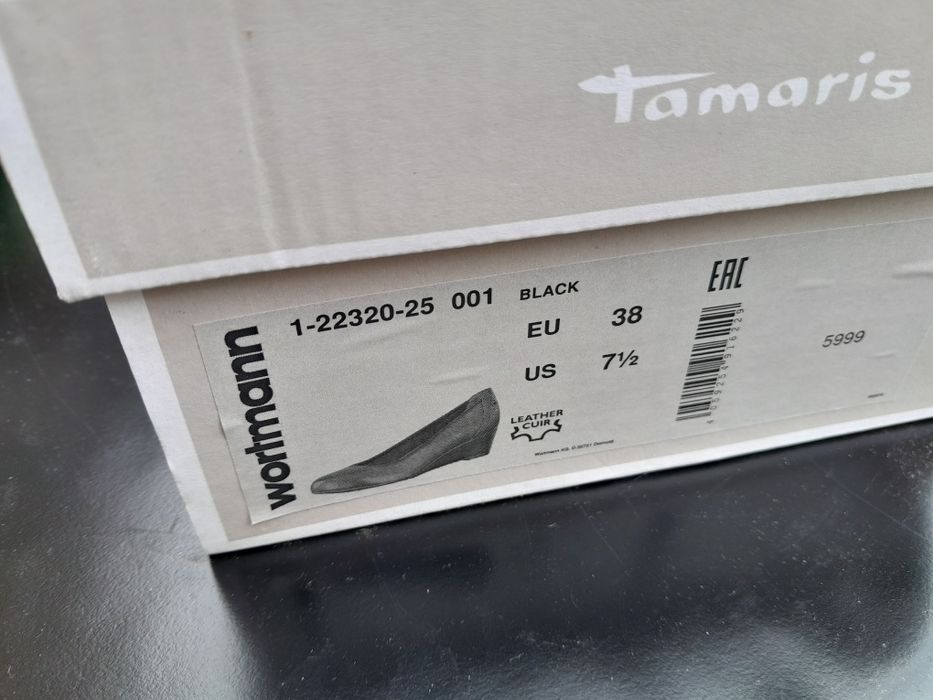 Tamaris
wortmann
1-22320-25 001 BLACK
EU 38
US 7½
LEATHER
CUIR
EAC
5999